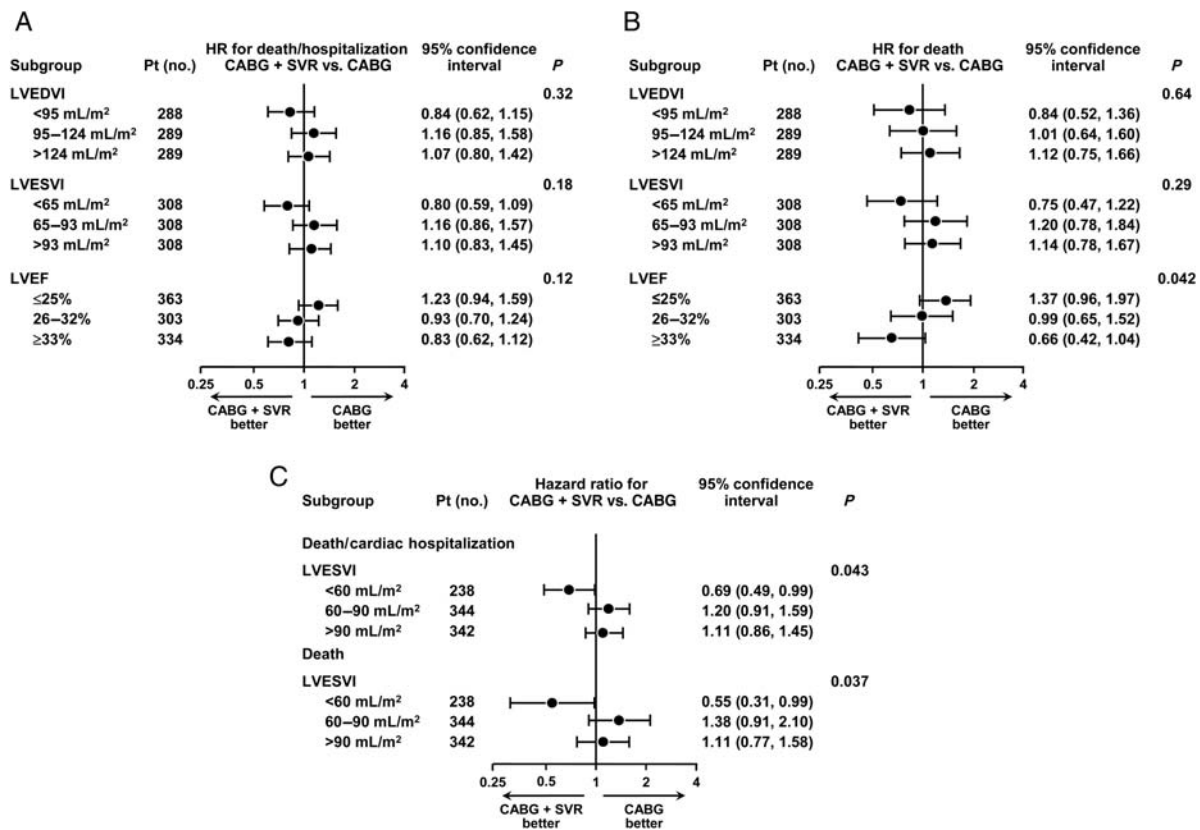 A
HR for death/hospitalization 95% confidence
Subgroup Pt (no.) CABG + SVR vs. CABG interval P
LVEDVI 0.32
<95 mL/m² 288 0.84 (0.62, 1.15)
95–124 mL/m² 289 1.16 (0.85, 1.58)
>124 mL/m² 289 1.07 (0.80, 1.42)
LVESVI 0.18
<65 mL/m² 308 0.80 (0.59, 1.09)
65–93 mL/m² 308 1.16 (0.86, 1.57)
>93 mL/m² 308 1.10 (0.83, 1.45)
LVEF 0.12
≤25% 363 1.23 (0.94, 1.59)
26–32% 303 0.93 (0.70, 1.24)
≥33% 334 0.83 (0.62, 1.12)
0.25 0.5 1 2 4
CABG + SVR CABG
better better
B
HR for death 95% confidence
Subgroup Pt (no.) CABG + SVR vs. CABG interval P
LVEDVI 0.64
<95 mL/m² 288 0.84 (0.52, 1.36)
95–124 mL/m² 289 1.01 (0.64, 1.60)
>124 mL/m² 289 1.12 (0.75, 1.66)
LVESVI 0.29
<65 mL/m² 308 0.75 (0.47, 1.22)
65–93 mL/m² 308 1.20 (0.78, 1.84)
>93 mL/m² 308 1.14 (0.78, 1.67)
LVEF 0.042
≤25% 363 1.37 (0.96, 1.97)
26–32% 303 0.99 (0.65, 1.52)
≥33% 334 0.66 (0.42, 1.04)
0.25 0.5 1 2 4
CABG + SVR CABG
better better
C
Hazard ratio for 95% confidence
Subgroup Pt (no.) CABG + SVR vs. CABG interval P
Death/cardiac hospitalization
LVESVI 0.043
<60 mL/m² 238 0.69 (0.49, 0.99)
60–90 mL/m² 344 1.20 (0.91, 1.59)
>90 mL/m² 342 1.11 (0.86, 1.45)
Death
LVESVI 0.037
<60 mL/m² 238 0.55 (0.31, 0.99)
60–90 mL/m² 344 1.38 (0.91, 2.10)
>90 mL/m² 342 1.11 (0.77, 1.58)
0.25 0.5 1 2 4
CABG + SVR CABG
better better